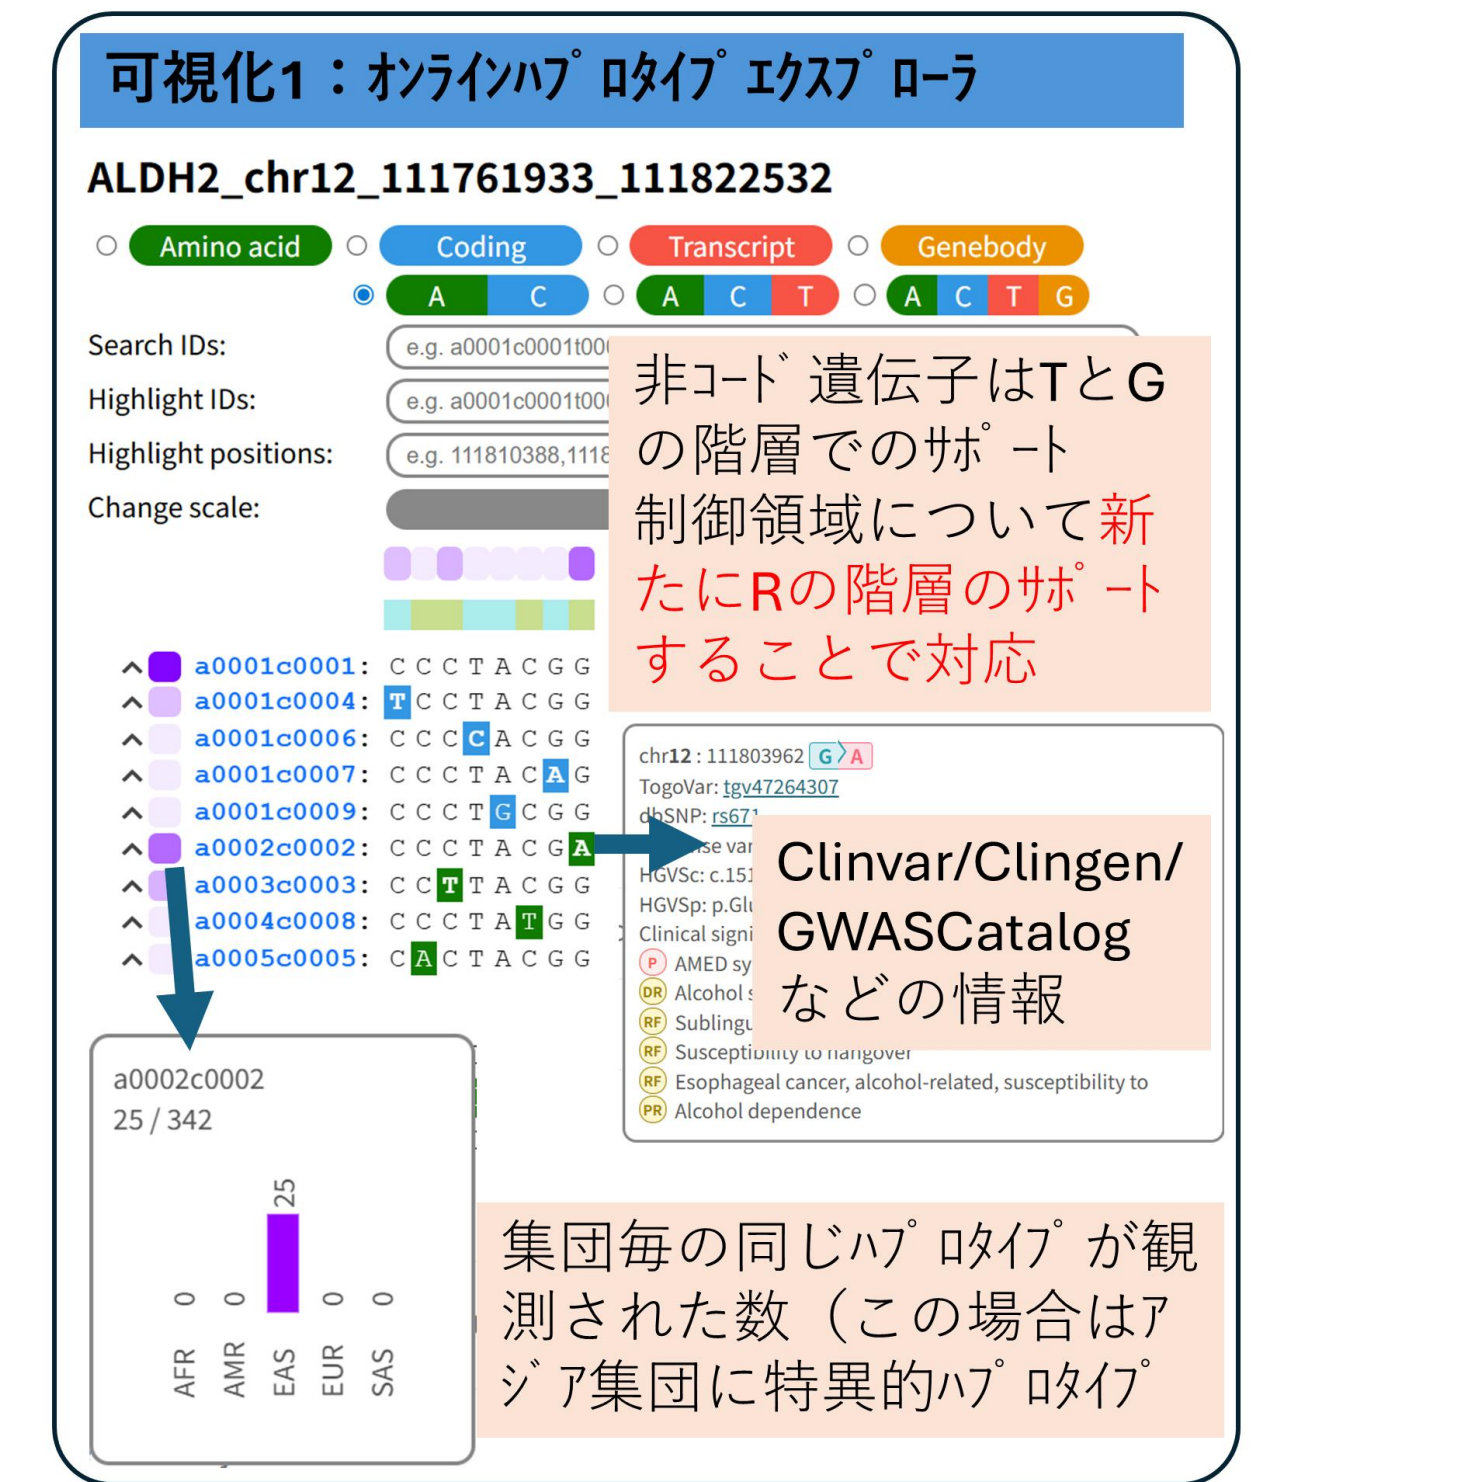 可視化1：ｵﾝﾗｲﾝﾊﾌﾟﾛﾀｲﾌﾟｴｸｽﾌﾟﾛｰﾗ
ALDH2_chr12_111761933_111822532
Amino acid Coding Transcript Genebody
A C A C T A C T G
Search IDs: e.g. a0001c0001t00
Highlight IDs: e.g. a0001c0001t00
Highlight positions: e.g. 111810388,1118
Change scale:
非ｺｰﾄﾞ遺伝子はTとG
の階層でのｻﾎﾟｰﾄ
制御領域について新
たにRの階層のｻﾎﾟｰﾄ
することで対応
a0001c0001: C C C T A C G G
a0001c0004: T C C T A C G G
a0001c0006: C C C C A C G G
a0001c0007: C C C T A C A G
a0001c0009: C C C T G C G G
a0002c0002: C C C T A C G A
a0003c0003: C C T T A C G G
a0004c0008: C C C T A T G G
a0005c0005: C A C T A C G G
chr12 : 111803962 G A
TogoVar: tgv47264307
dbSNP: rs671
se var
HGVSc: c.151
HGVSp: p.Glu
Clinical signi
P AMED sy
DR Alcohol s
RF Sublingu
RF Susceptibility to hangover
RF Esophageal cancer, alcohol-related, susceptibility to
PR Alcohol dependence
Clinvar/Clingen/
GWASCatalog
などの情報
a0002c0002
25 / 342
25
0 0 0 0
AFR AMR EAS EUR SAS
集団毎の同じﾊﾌﾟﾛﾀｲﾌﾟが観
測された数（この場合はｱ
ｼﾞｱ集団に特異的ﾊﾌﾟﾛﾀｲﾌﾟ